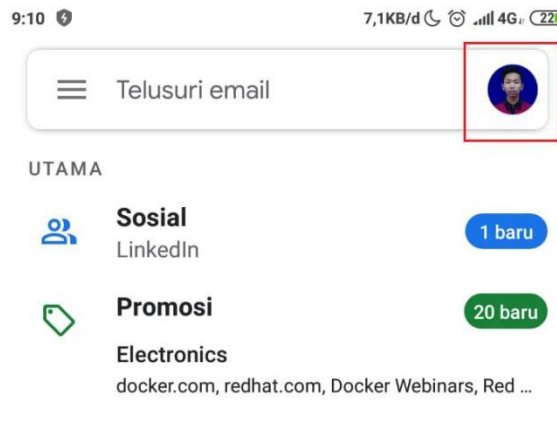 9:10
7,1KB/d 4G 22
Telusuri email
UTAMA
Sosial
1 baru
LinkedIn
Promosi
20 baru
Electronics
docker.com, redhat.com, Docker Webinars, Red ...